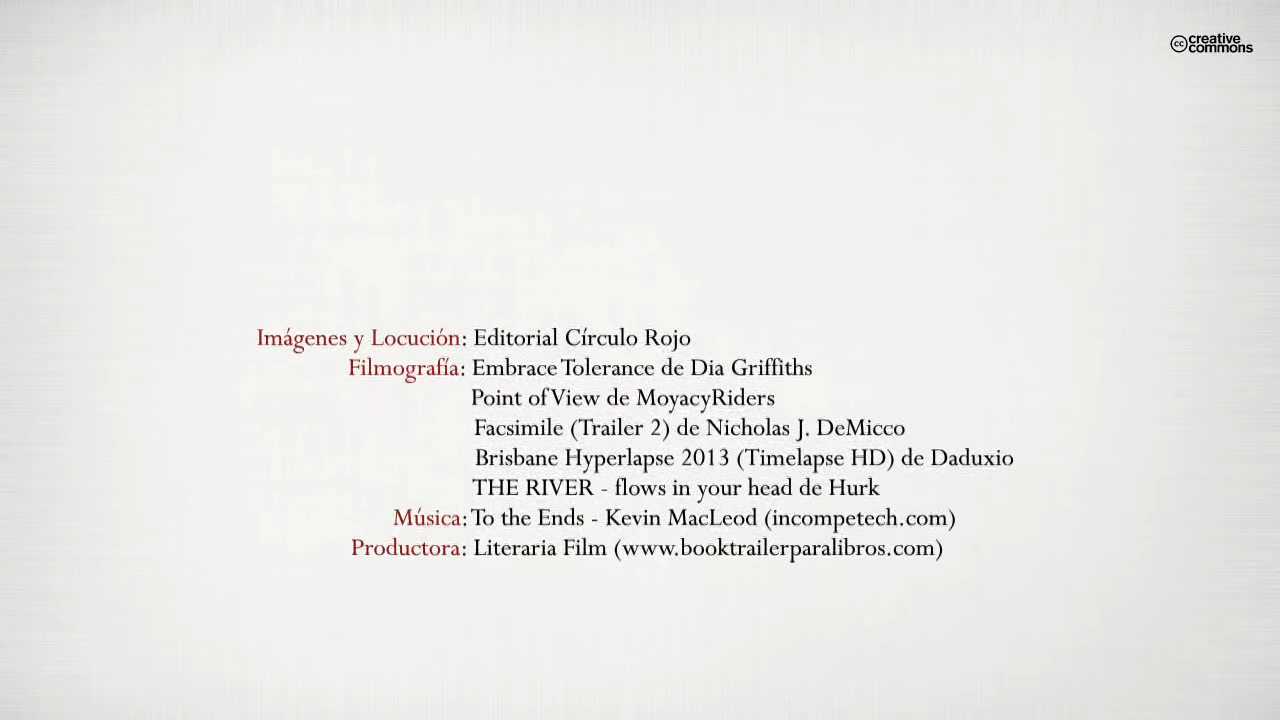 creative
commons
Imágenes y Locución: Editorial Círculo Rojo
Filmografía: Embrace Tolerance de Dia Griffiths
Point of View de MoyacyRiders
Facsimile (Trailer 2) de Nicholas J. DeMicco
Brisbane Hyperlapse 2013 (Timelapse HD) de Daduxio
THE RIVER - flows in your head de Hurk
Música: To the Ends - Kevin MacLeod (incompetech.com)
Productora: Literaria Film (www.booktrailerparalibros.com)